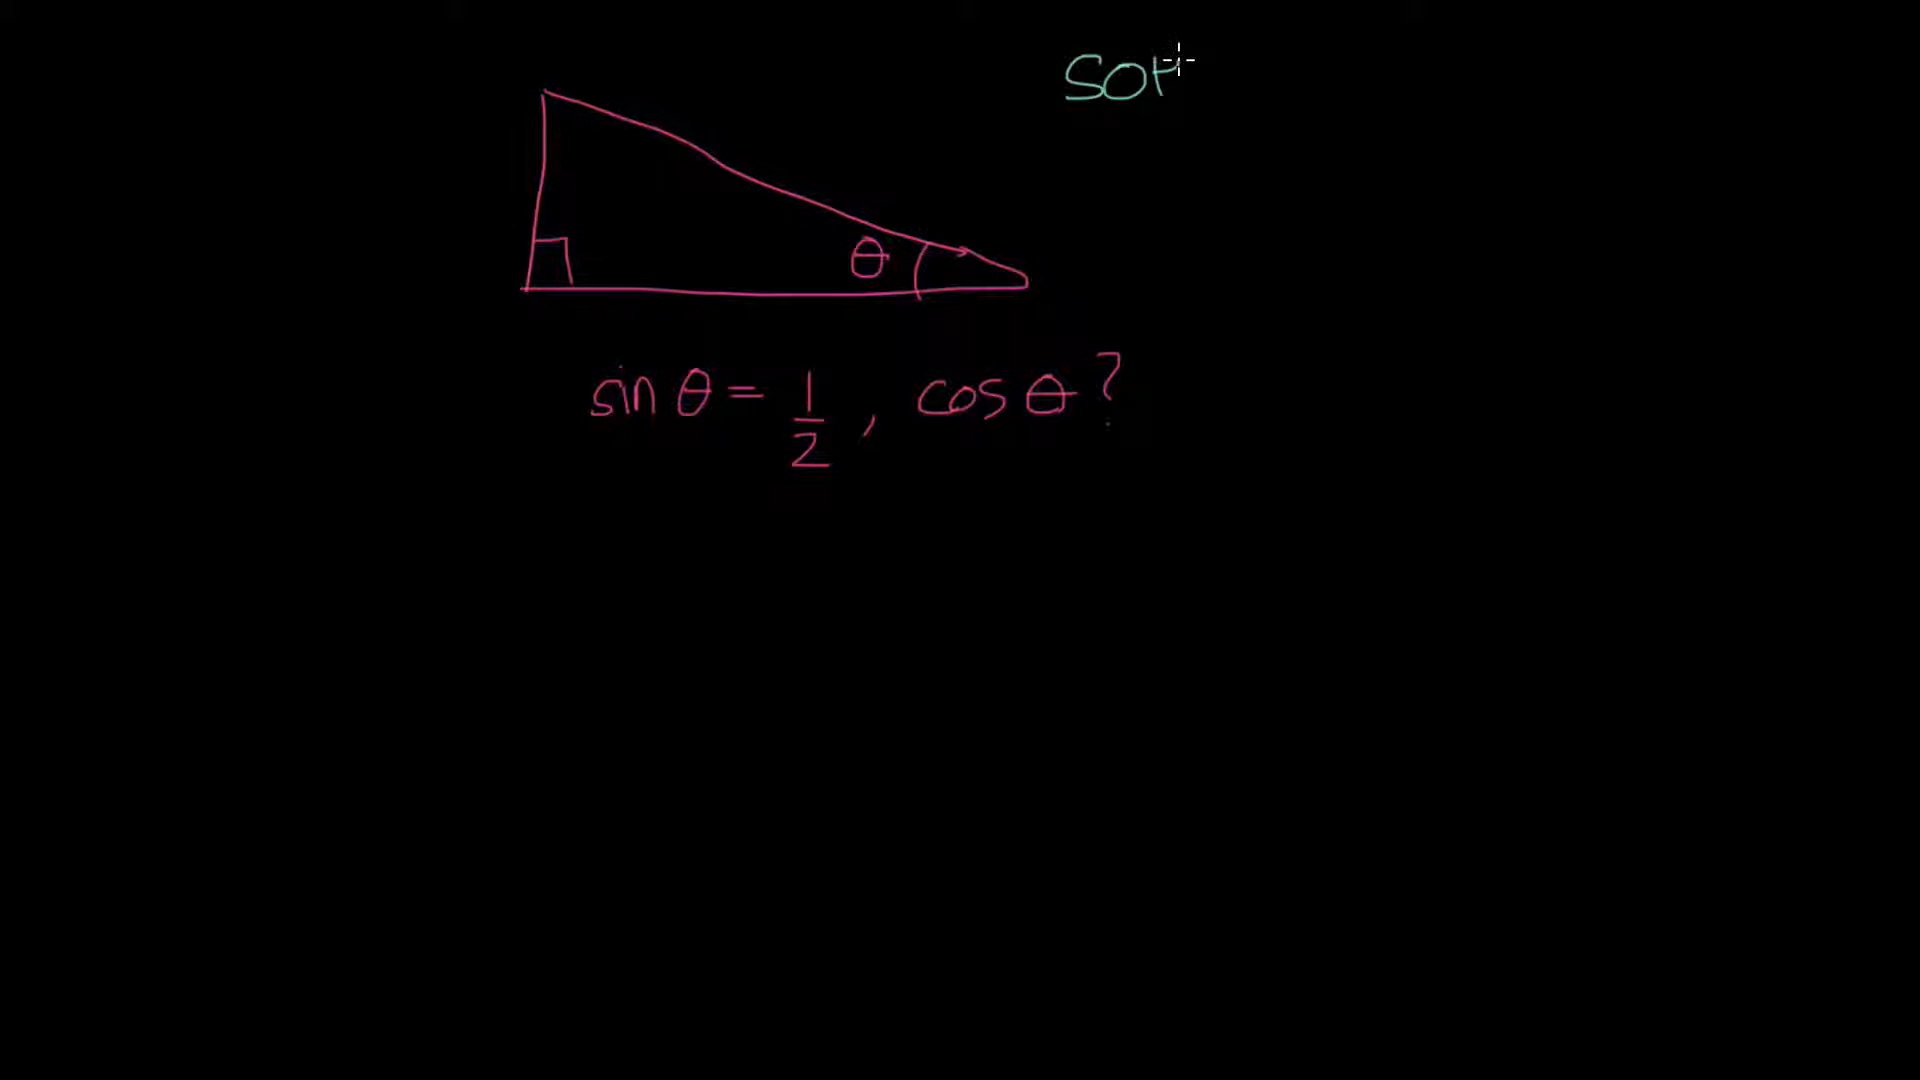 SOH
θ
sin θ = 1/2, cos θ?